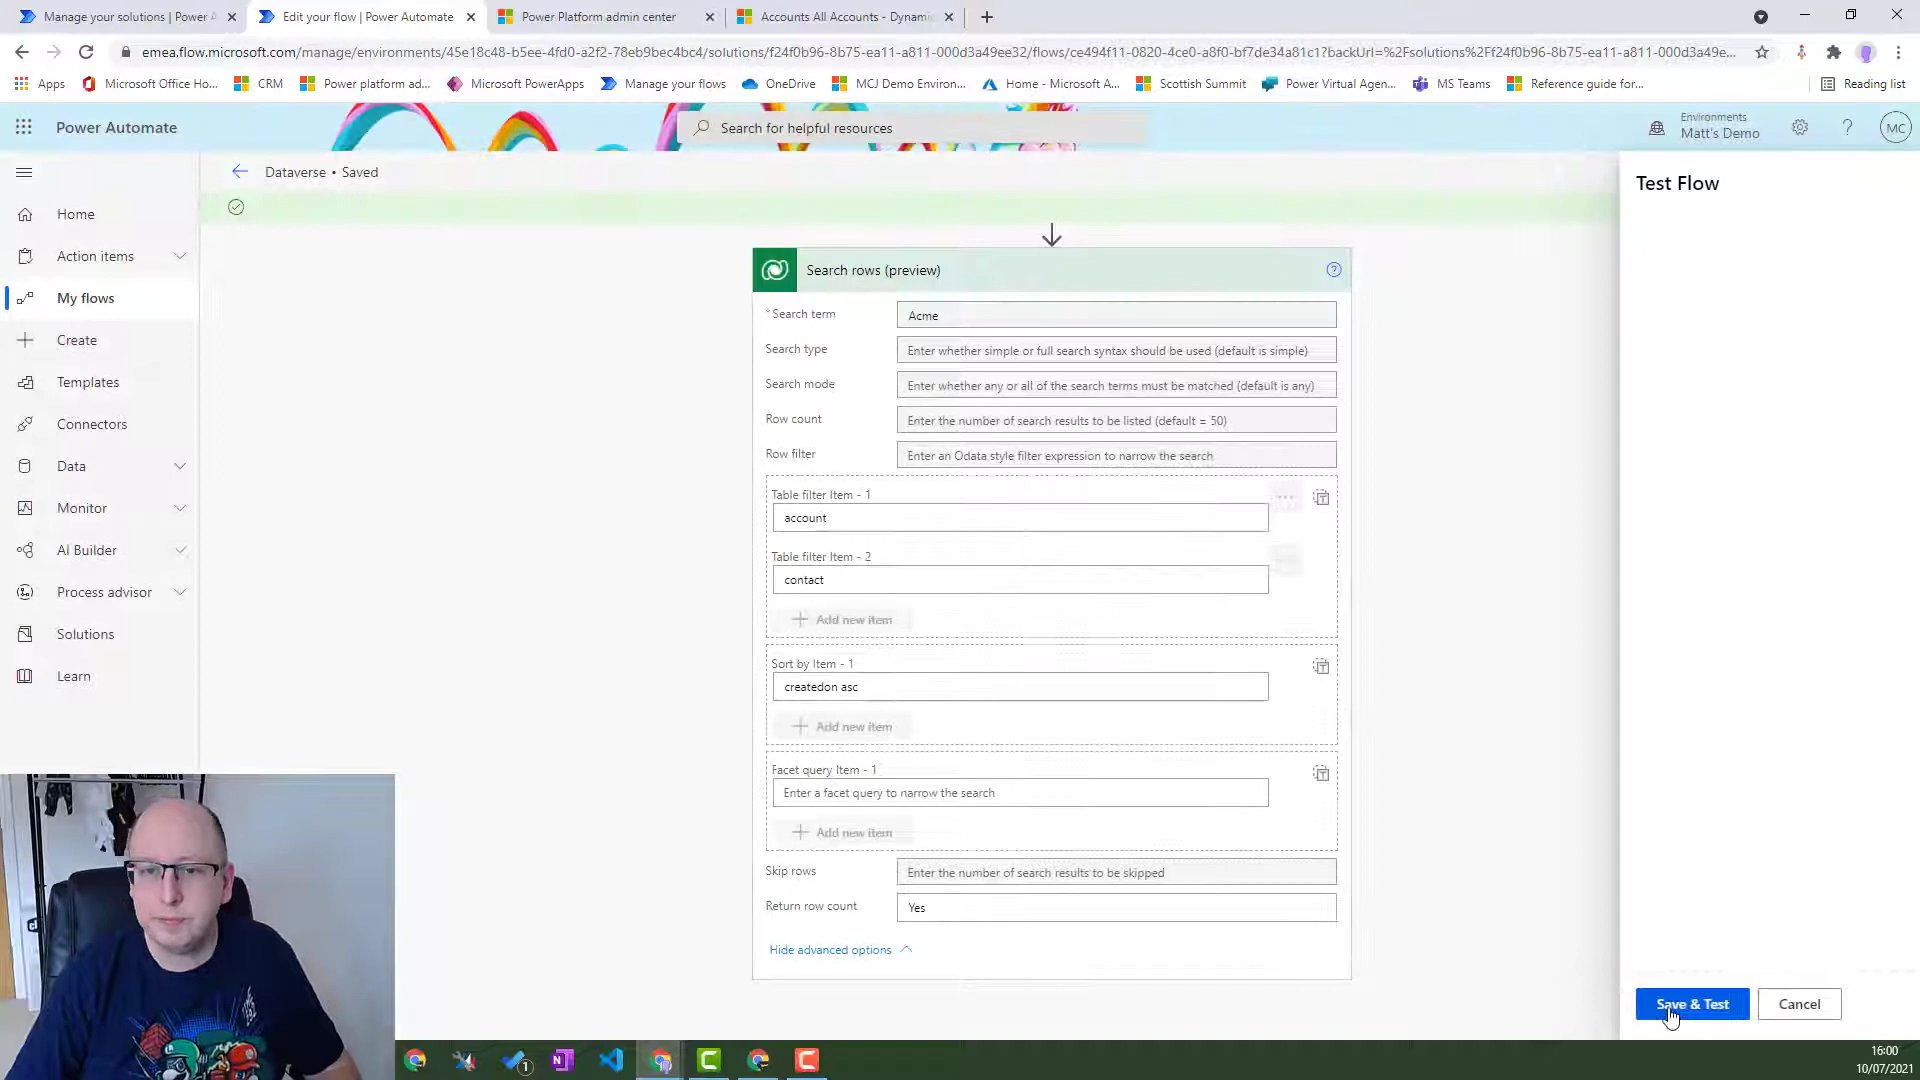 Manage your solutions | Power A
Edit your flow | Power Automate
Power Platform admin center
Accounts All Accounts - Dynamic
emea.flow.microsoft.com/manage/environments/45e18c48-b5ee-4fd0-a2f2-78eb9bec4bc4/solutions/f24f0b96-8b75-ea11-a811-000d3a49ee32/flows/ce494f11-0820-4ce0-a8f0-bf7de34a81c1?backUrl=%2Fsolutions%2Ff24f0b96-8b75-ea11-a811-000d3a49e...
Apps
Microsoft Office Ho...
CRM
Power platform ad...
Microsoft PowerApps
Manage your flows
OneDrive
MCJ Demo Environ...
Home - Microsoft A...
Scottish Summit
Power Virtual Agen...
MS Teams
Reference guide for...
Reading list
Power Automate
Search for helpful resources
Environments
Matt's Demo
MC
Dataverse • Saved
Home
Action items
My flows
Create
Templates
Connectors
Data
Monitor
AI Builder
Process advisor
Solutions
Learn
Search rows (preview)
* Search term
Acme
Search type
Enter whether simple or full search syntax should be used (default is simple)
Search mode
Enter whether any or all of the search terms must be matched (default is any)
Row count
Enter the number of search results to be listed (default = 50)
Row filter
Enter an Odata style filter expression to narrow the search
Table filter Item - 1
account
Table filter Item - 2
contact
Add new item
Sort by Item - 1
createdon asc
Add new item
Facet query Item - 1
Enter a facet query to narrow the search
Add new item
Skip rows
Enter the number of search results to be skipped
Return row count
Yes
Hide advanced options
Test Flow
Save & Test
Cancel
1
16:00
10/07/2021